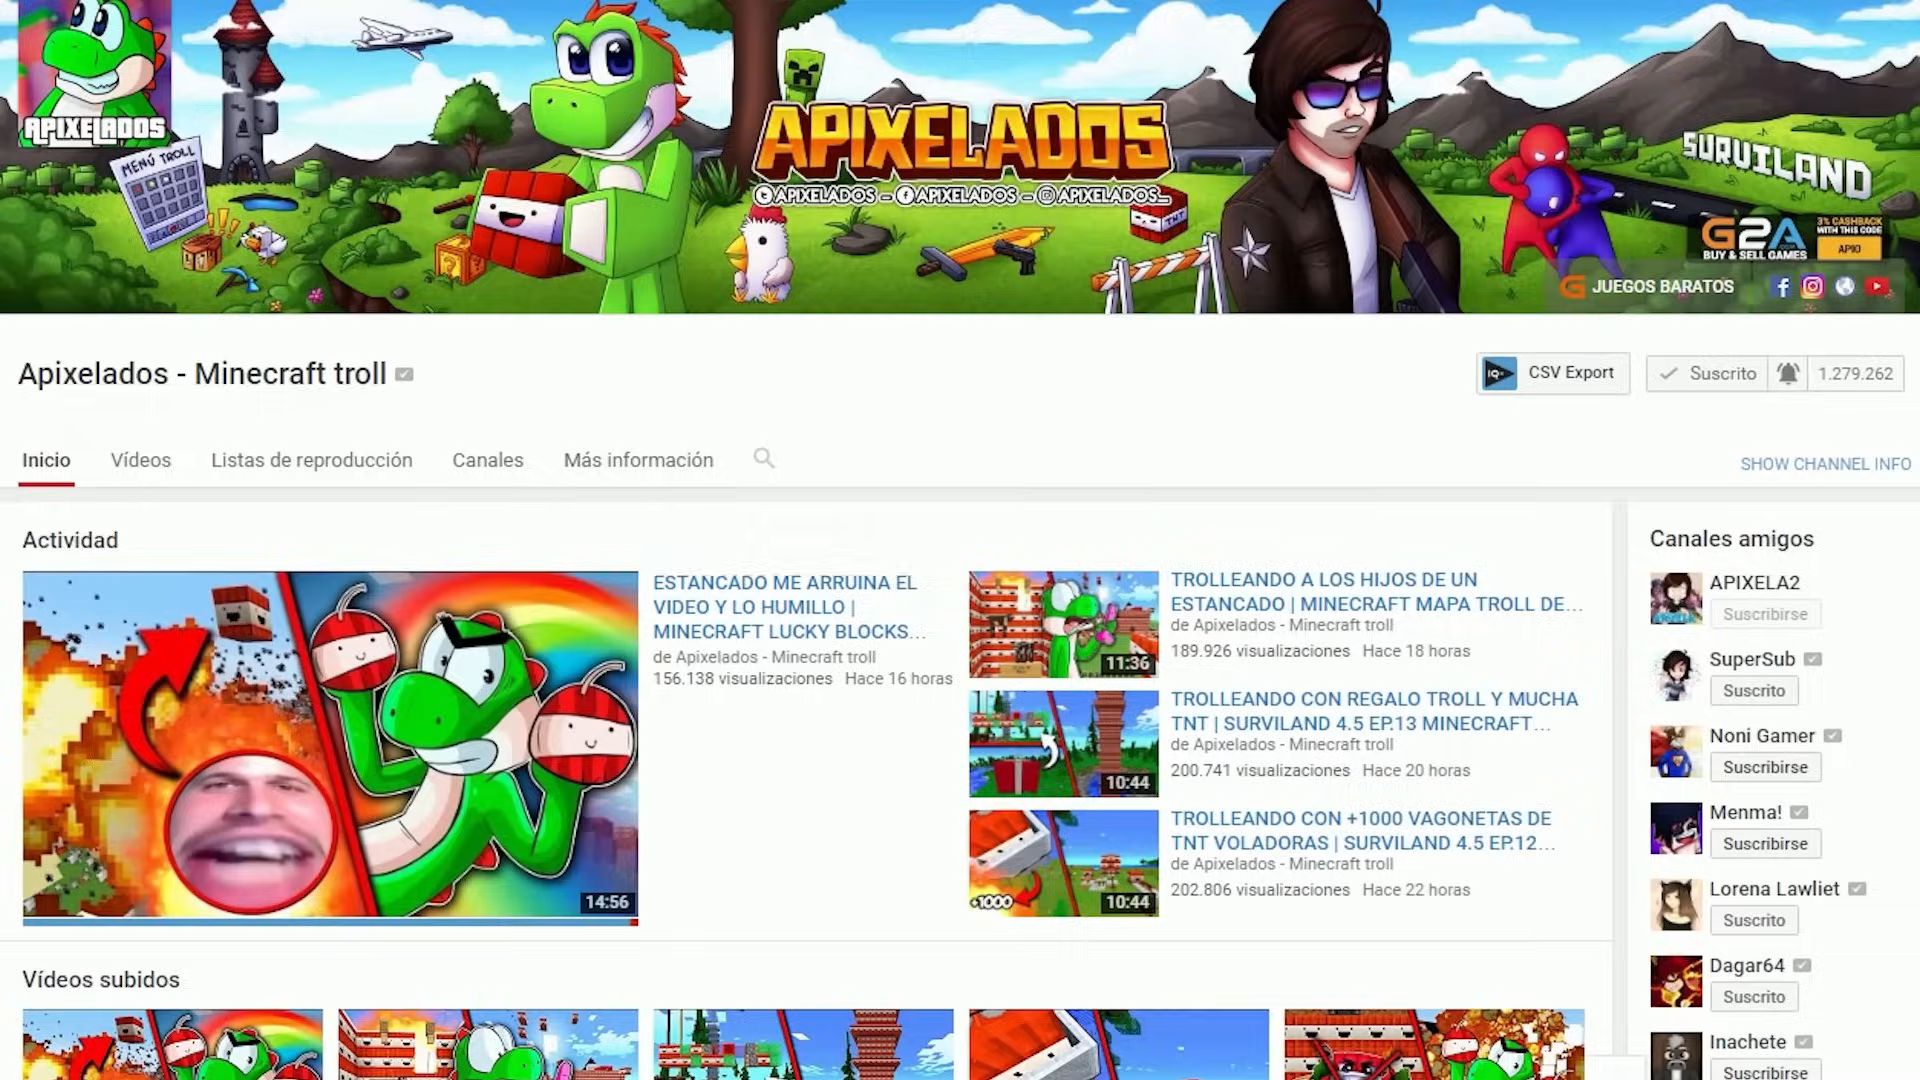 APIXELADOS
MENÚ TROLL
APIXELADOS
APIXELADOS - APIXELADOS - APIXELADOS_
TNT
SURVILAND
G2A
BUY & SELL GAMES
3% CASHBACK
WITH THIS CODE
APIO
JUEGOS BARATOS
Apixelados - Minecraft troll
CSV Export
Suscrito
1.279.262
Inicio
Vídeos
Listas de reproducción
Canales
Más información
SHOW CHANNEL INFO
Actividad
14:56
ESTANCADO ME ARRUINA EL
VIDEO Y LO HUMILLO |
MINECRAFT LUCKY BLOCKS...
de Apixelados - Minecraft troll
156.138 visualizaciones Hace 16 horas
11:36
TROLLEANDO A LOS HIJOS DE UN
ESTANCADO | MINECRAFT MAPA TROLL DE...
de Apixelados - Minecraft troll
189.926 visualizaciones Hace 18 horas
10:44
TROLLEANDO CON REGALO TROLL Y MUCHA
TNT | SURVILAND 4.5 EP.13 MINECRAFT...
de Apixelados - Minecraft troll
200.741 visualizaciones Hace 20 horas
+1000
10:44
TROLLEANDO CON +1000 VAGONETAS DE
TNT VOLADORAS | SURVILAND 4.5 EP.12...
de Apixelados - Minecraft troll
202.806 visualizaciones Hace 22 horas
Vídeos subidos
Canales amigos
APIXELA2
Suscribirse
SuperSub
Suscrito
Noni Gamer
Suscribirse
Menma!
Suscribirse
Lorena Lawliet
Suscrito
Dagar64
Suscrito
Inachete
Suscribirse